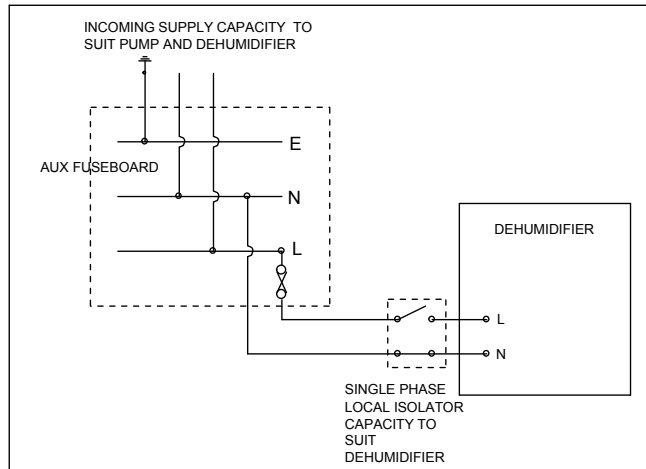 INCOMING SUPPLY CAPACITY TO
SUIT PUMP AND DEHUMIDIFIER
E
AUX FUSEBOARD
N
L
DEHUMIDIFIER
L
N
SINGLE PHASE
LOCAL ISOLATOR
CAPACITY TO
SUIT
DEHUMIDIFIER